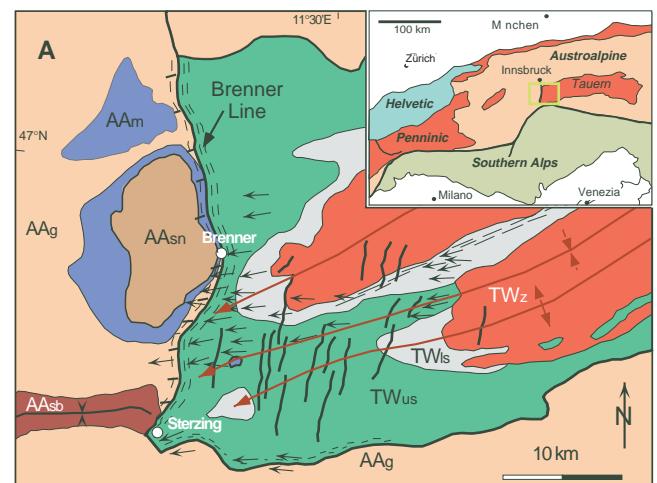 A
11°30'E
47°N
Brenner
Line
AAm
AAg
AAsn
Brenner
TWz
TWls
TWus
AAsb
Sterzing
AAg
N
10 km
100 km
M nchen
Zürich
Innsbruck
Austroalpine
Tauern
Helvetic
Penninic
Southern Alps
Milano
Venezia